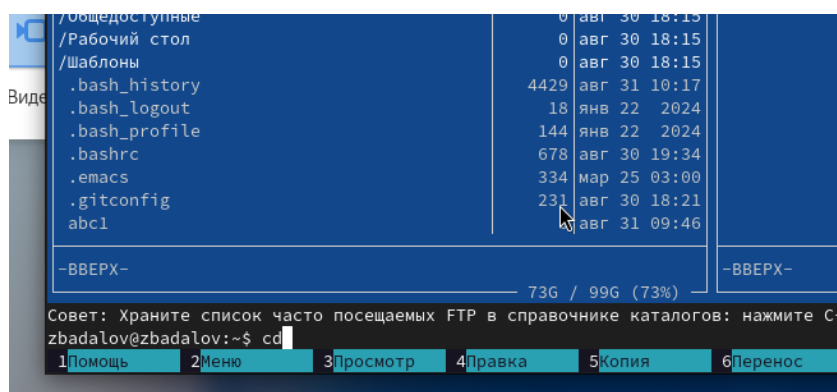 /Общедоступные 0 авг 30 18:15
/Рабочий стол 0 авг 30 18:15
/Шаблоны 0 авг 30 18:15
.bash_history 4429 авг 31 10:17
.bash_logout 18 янв 22 2024
.bash_profile 144 янв 22 2024
.bashrc 678 авг 30 19:34
.emacs 334 мар 25 03:00
.gitconfig 231 авг 30 18:21
abc1 авг 31 09:46
-ВВЕРХ- -ВВЕРХ-
73G / 99G (73%)
Совет: Храните список часто посещаемых FTP в справочнике каталогов: нажмите C-
zbadalov@zbadalov:~$ cd
1Помощь 2Меню 3Просмотр 4Правка 5Копия 6Перенос